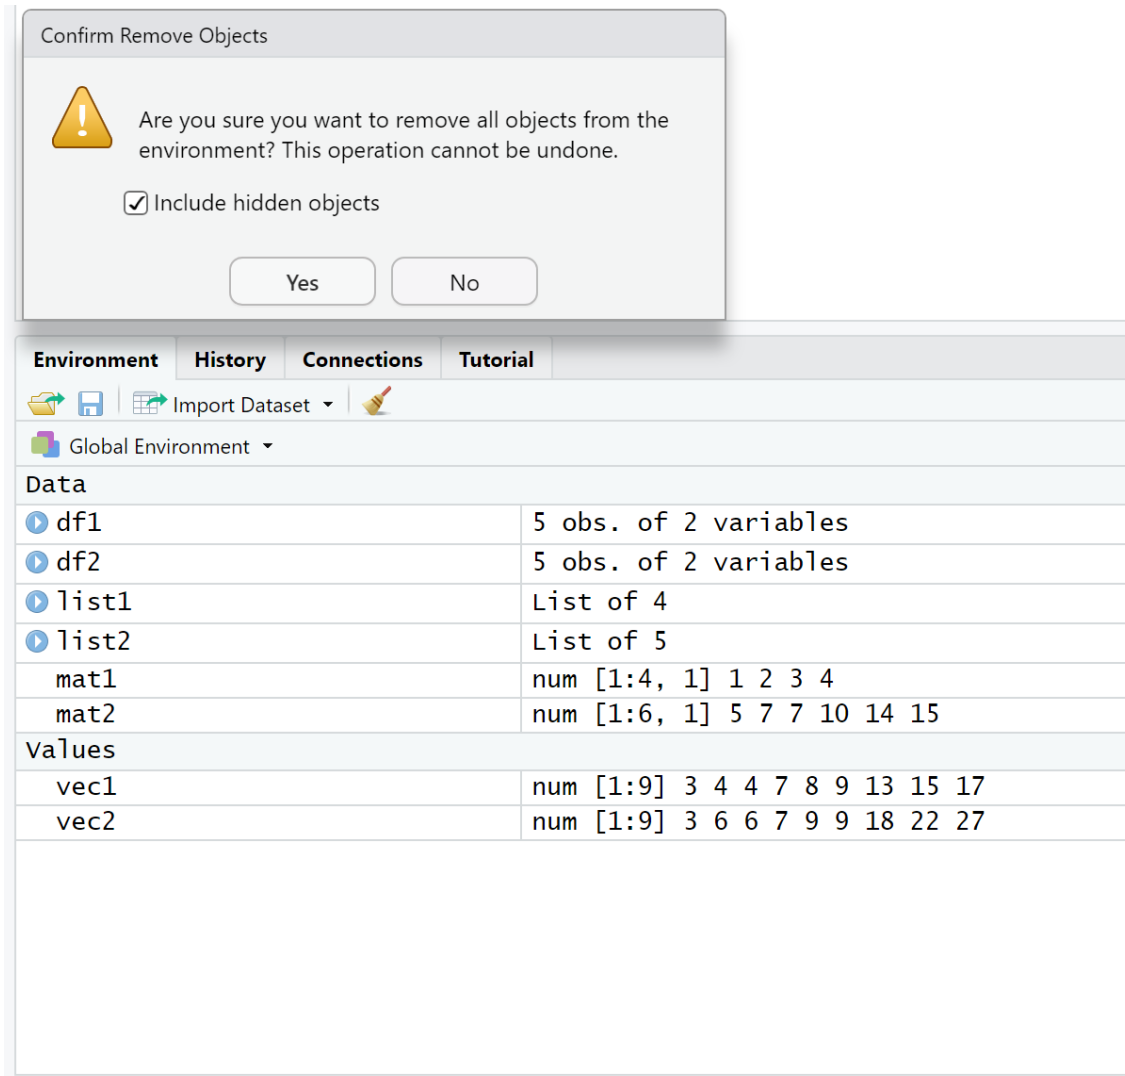 Confirm Remove Objects
Are you sure you want to remove all objects from the
environment? This operation cannot be undone.
Include hidden objects
Yes No
Environment History Connections Tutorial
Import Dataset
Global Environment
Data
df1 5 obs. of 2 variables
df2 5 obs. of 2 variables
list1 List of 4
list2 List of 5
mat1 num [1:4, 1] 1 2 3 4
mat2 num [1:6, 1] 5 7 7 10 14 15
Values
vec1 num [1:9] 3 4 4 7 8 9 13 15 17
vec2 num [1:9] 3 6 6 7 9 9 18 22 27